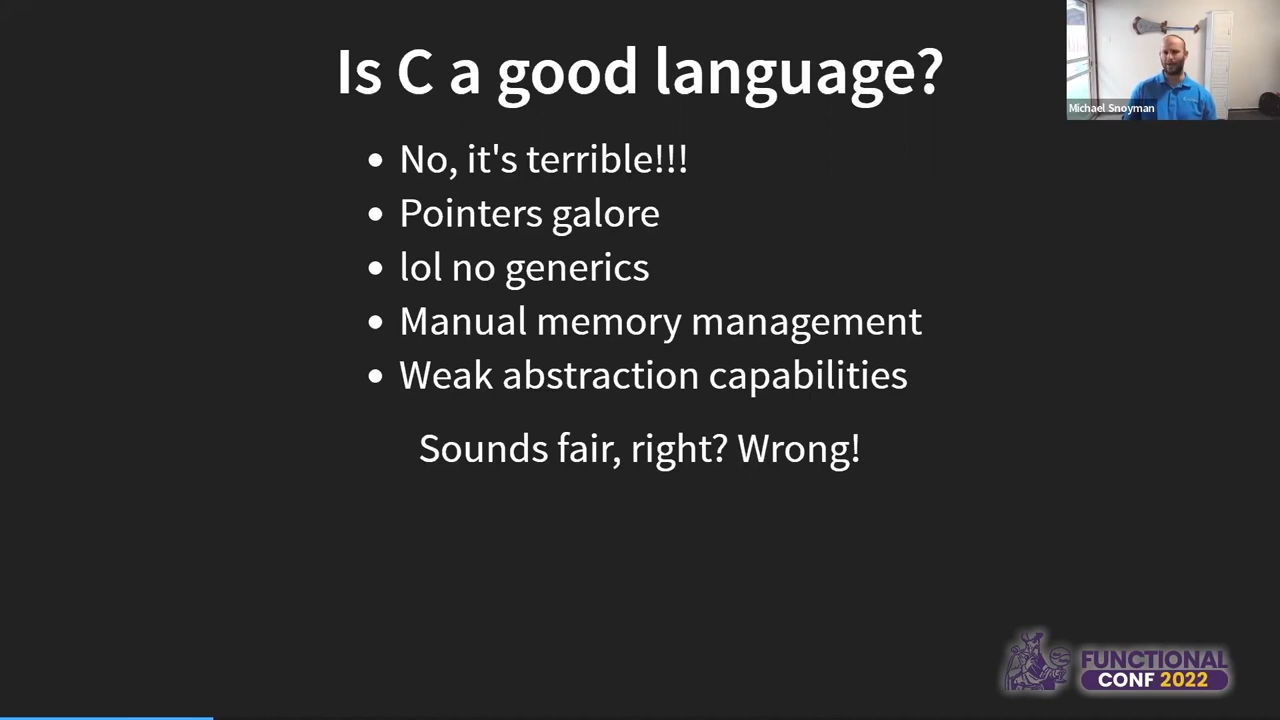 Is C a good language?
Michael Snoyman
No, it's terrible!!!
Pointers galore
lol no generics
Manual memory management
Weak abstraction capabilities
Sounds fair, right? Wrong!
FUNCTIONAL
CONF 2022